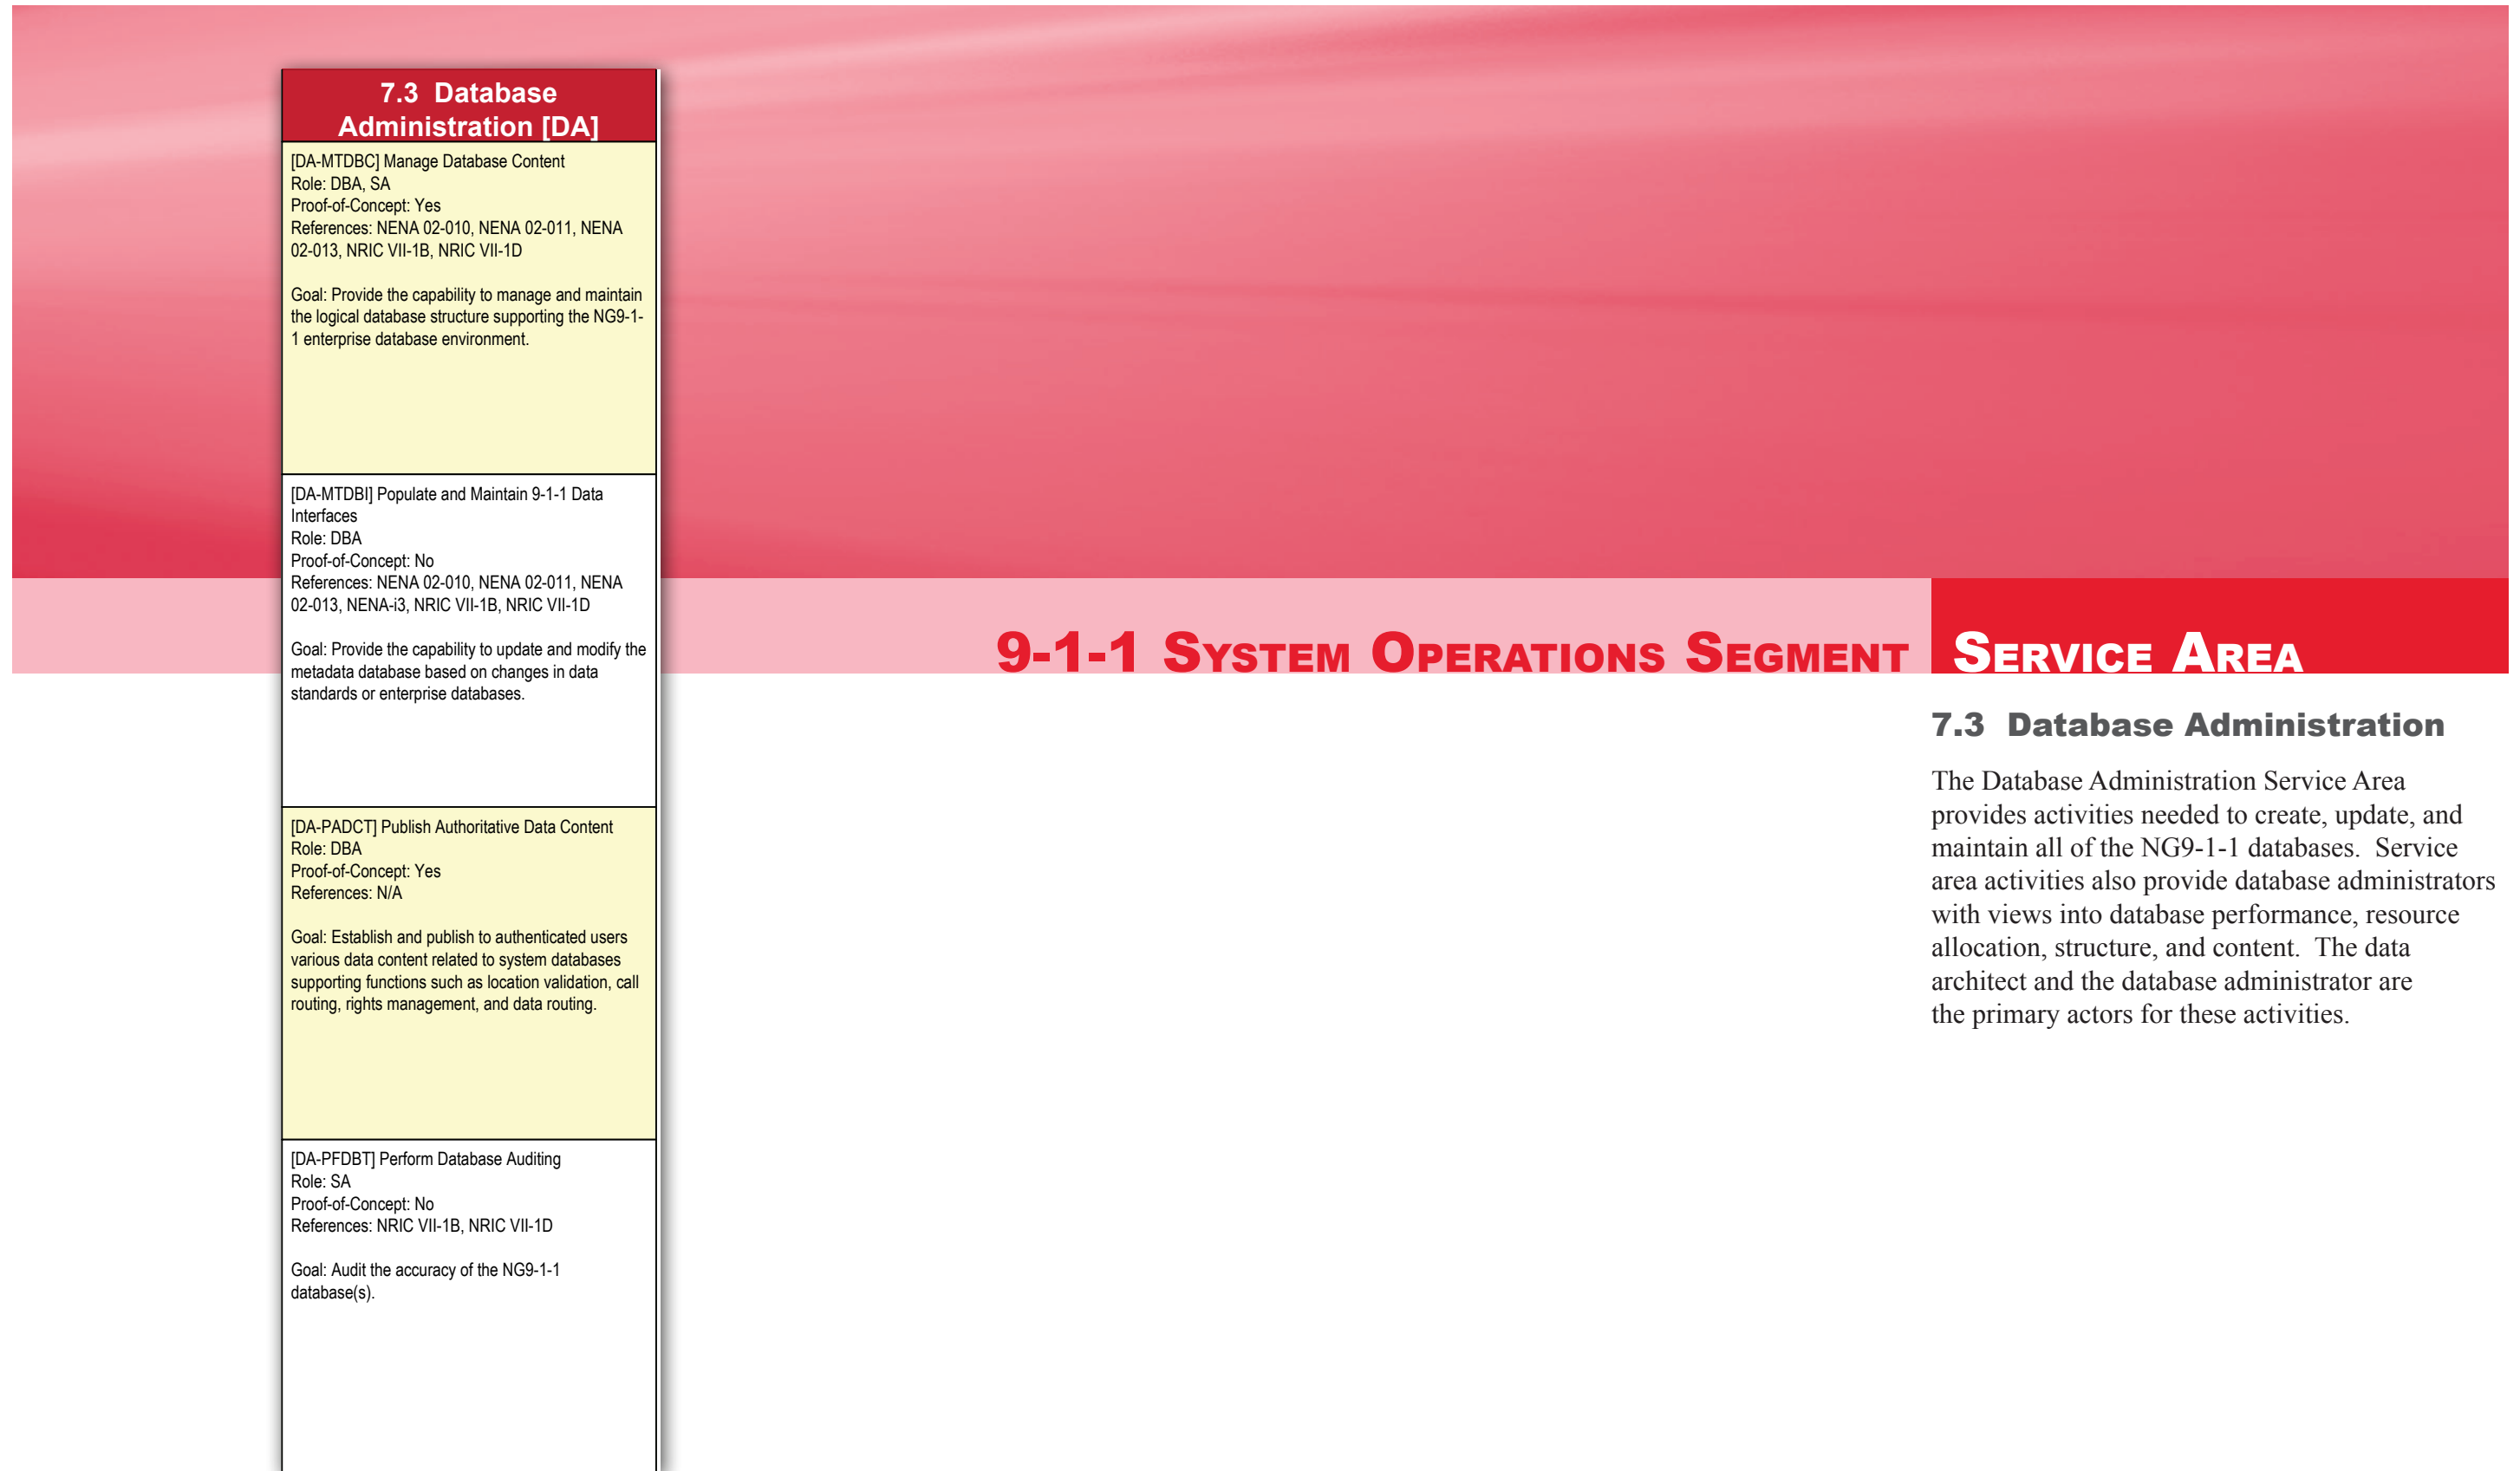 7.3 Database
Administration [DA]
[DA-MTDBC] Manage Database Content
Role: DBA, SA
Proof-of-Concept: Yes
References: NENA 02-010, NENA 02-011, NENA
02-013, NRIC VII-1B, NRIC VII-1D
Goal: Provide the capability to manage and maintain
the logical database structure supporting the NG9-1-
1 enterprise database environment.
[DA-MTDBI] Populate and Maintain 9-1-1 Data
Interfaces
Role: DBA
Proof-of-Concept: No
References: NENA 02-010, NENA 02-011, NENA
02-013, NENA-i3, NRIC VII-1B, NRIC VII-1D
Goal: Provide the capability to update and modify the
metadata database based on changes in data
standards or enterprise databases.
[DA-PADCT] Publish Authoritative Data Content
Role: DBA
Proof-of-Concept: Yes
References: N/A
Goal: Establish and publish to authenticated users
various data content related to system databases
supporting functions such as location validation, call
routing, rights management, and data routing.
[DA-PFDBT] Perform Database Auditing
Role: SA
Proof-of-Concept: No
References: NRIC VII-1B, NRIC VII-1D
Goal: Audit the accuracy of the NG9-1-1
database(s).
9-1-1 System Operations Segment
Service Area
7.3 Database Administration
The Database Administration Service Area
provides activities needed to create, update, and
maintain all of the NG9-1-1 databases. Service
area activities also provide database administrators
with views into database performance, resource
allocation, structure, and content. The data
architect and the database administrator are
the primary actors for these activities.